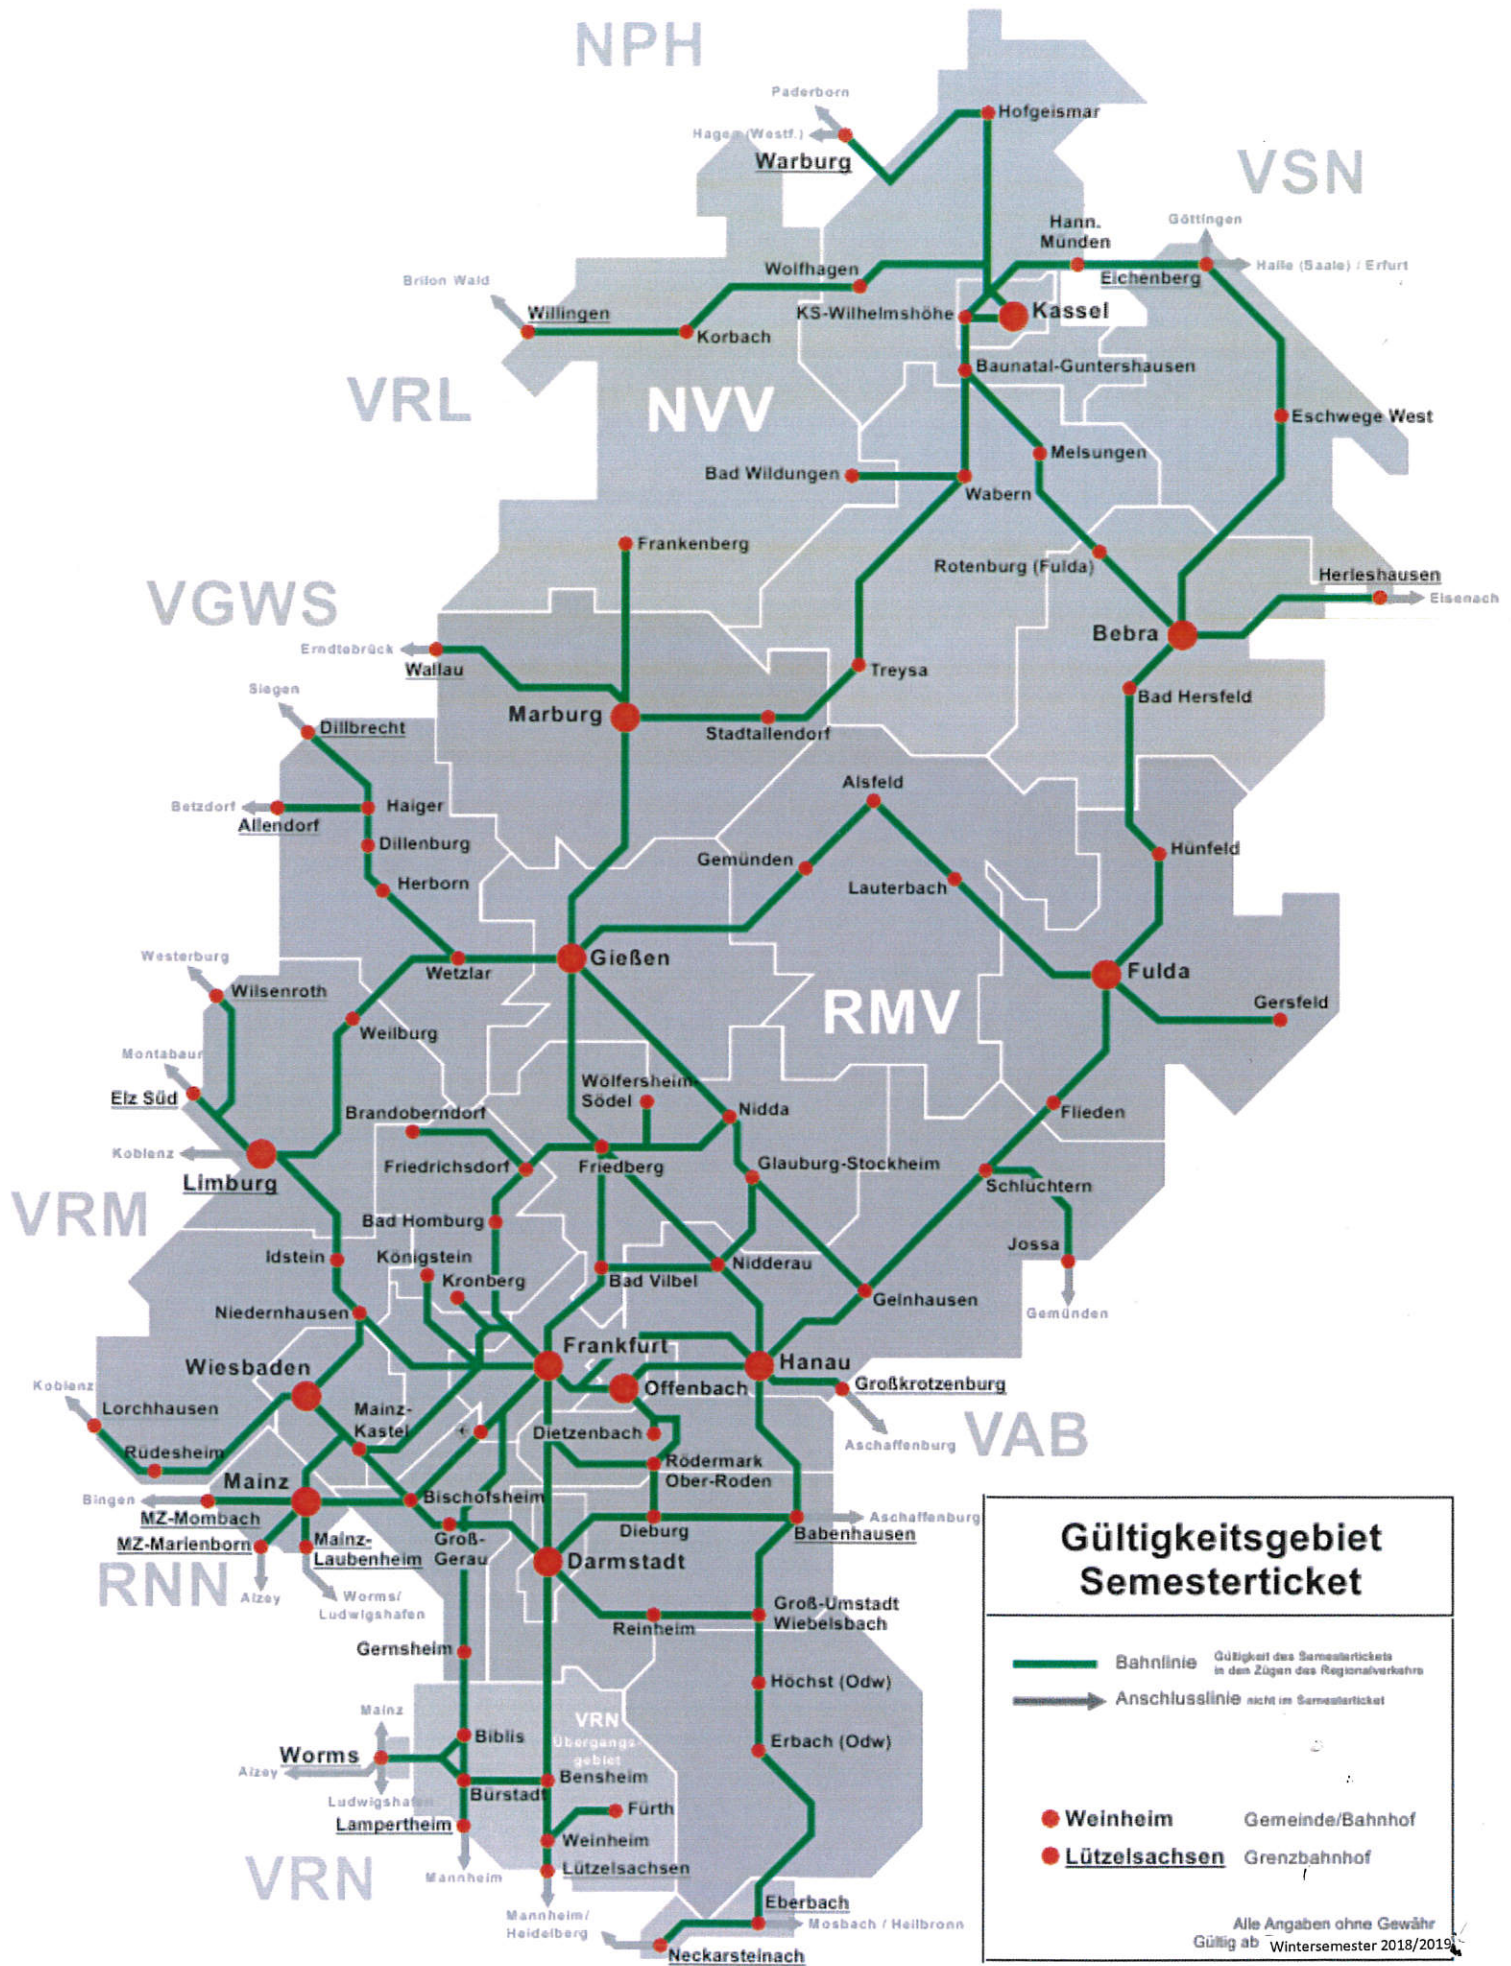 NPH
Paderborn
Hofgeismar
Hagen (Westf.)
Warburg
VSN
Göttingen
Hann.
Münden
Wolfhagen
Eichenberg
Halle (Saale) / Erfurt
Brilon Wald
Willingen
KS-Wilhelmshöhe
Kassel
Korbach
Baunatal-Guntershausen
VRL
NVV
Eschwege West
Melsungen
Bad Wildungen
Wabern
Frankenberg
Rotenburg (Fulda)
Herleshausen
VGWS
Eisenach
Bebra
Erndtebrück
Wallau
Treysa
Siegen
Bad Hersfeld
Marburg
Dillbrecht
Stadtallendorf
Alsfeld
Betzdorf
Haiger
Allendorf
Dillenburg
Hünfeld
Gemünden
Herborn
Lauterbach
Westerburg
Gießen
Wetzlar
Fulda
Wilsenroth
RMV
Gersfeld
Weilburg
Montabaur
Wölfersheim-
Södel
Elz Süd
Brandoberndorf
Nidda
Flieden
Koblenz
Friedrichsdorf
Friedberg
Glauburg-Stockheim
Limburg
Schlüchtern
VRM
Bad Homburg
Idstein
Königstein
Jossa
Kronberg
Bad Vilbel
Nidderau
Gelnhausen
Gemünden
Niedernhausen
Frankfurt
Wiesbaden
Hanau
Koblenz
Offenbach
Großkrotzenburg
Lorchhausen
Mainz-
Kastel
Dietzenbach
Aschaffenburg
VAB
Rüdesheim
Rödermark
Ober-Roden
Mainz
Bingen
Bischofsheim
MZ-Mombach
Dieburg
Aschaffenburg
Babenhausen
MZ-Marienborn
Mainz-
Laubenheim
Groß-
Gerau
Darmstadt
RNN
Alzey
Worms/
Ludwigshafen
Groß-Umstadt
Wiebelsbach
Reinheim
Gernsheim
Höchst (Odw)
Mainz
VRN
Übergangs-
gebiet
Biblis
Erbach (Odw)
Worms
Alzey
Bensheim
Bürstadt
Ludwigshafen
Fürth
Lampertheim
Weinheim
Lützelsachsen
VRN
Mannheim
Eberbach
Mannheim/
Heidelberg
Mosbach / Heilbronn
Neckarsteinach
Gültigkeitsgebiet
Semesterticket
Bahnlinie Gültigkeit des Semestertickets
in den Zügen des Regionalverkehrs
Anschlusslinie nicht im Semesterticket
Weinheim Gemeinde/Bahnhof
Lützelsachsen Grenzbahnhof
Alle Angaben ohne Gewähr
Gültig ab Wintersemester 2018/2019